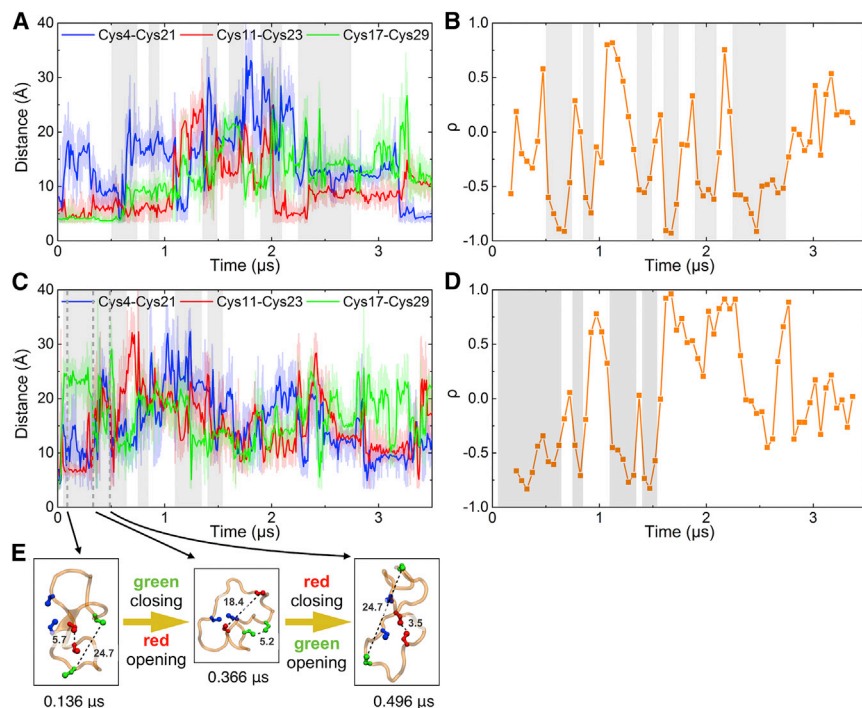 A
Cys4-Cys21 Cys11-Cys23 Cys17-Cys29
40
30
20
10
0
Distance (Å)
0 1 2 3
Time (µs)
B
1.0
0.5
0.0
-0.5
-1.0
ρ
0 1 2 3
Time (µs)
C
Cys4-Cys21 Cys11-Cys23 Cys17-Cys29
40
30
20
10
0
Distance (Å)
0 1 2 3
Time (µs)
D
1.0
0.5
0.0
-0.5
-1.0
ρ
0 1 2 3
Time (µs)
E
5.7
24.7
0.136 µs
green
closing
red
opening
18.4
5.2
0.366 µs
red
closing
green
opening
24.7
3.5
0.496 µs